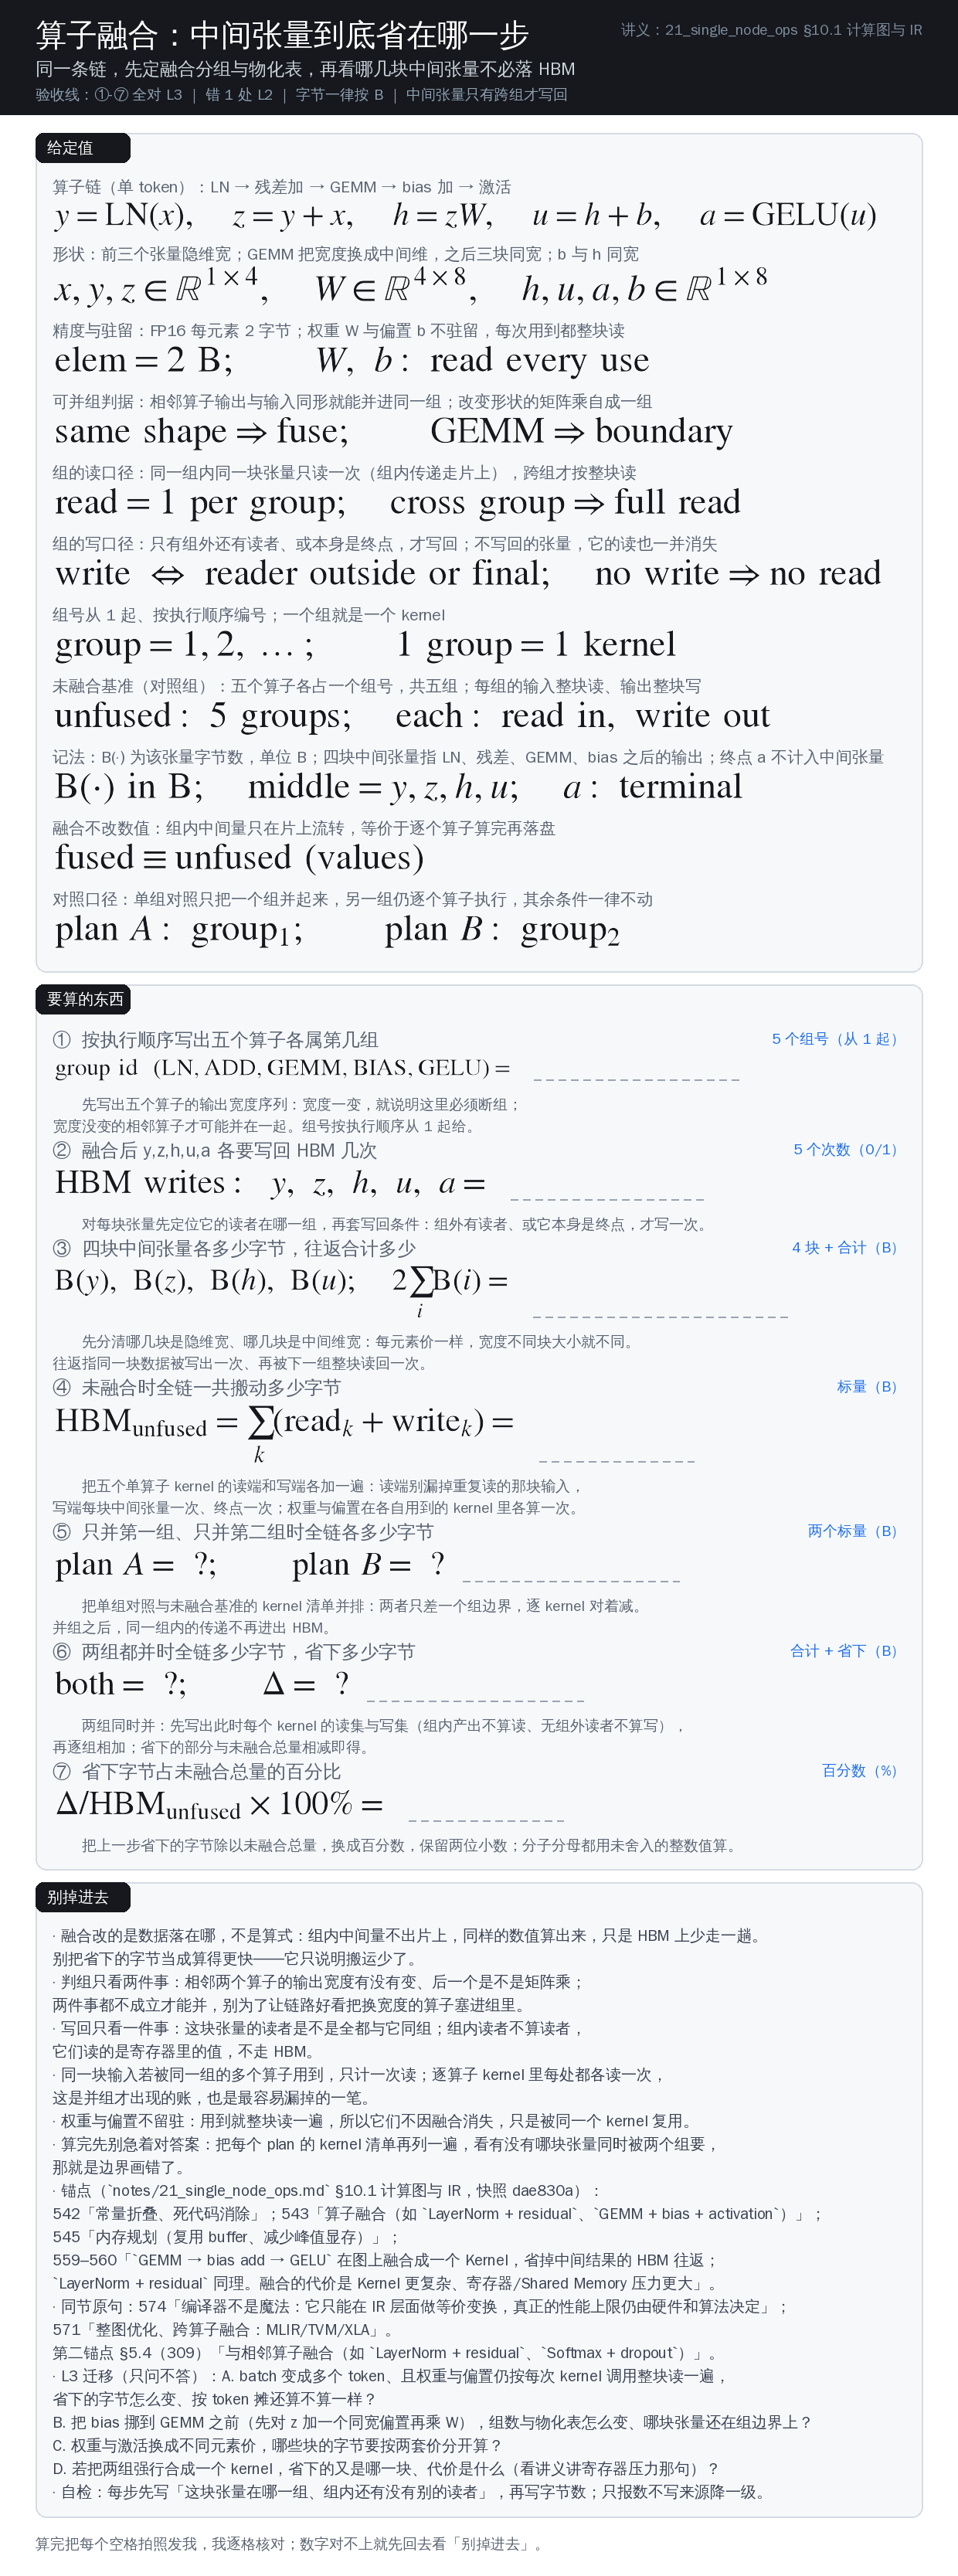 算子融合：中间张量到底省在哪一步
讲义：21_single_node_ops §10.1 计算图与 IR
同一条链，先定融合分组与物化表，再看哪几块中间张量不必落 HBM
验收线：①-⑦ 全对 L3 ｜ 错 1 处 L2 ｜ 字节一律按 B ｜ 中间张量只有跨组才写回
给定值
算子链（单 token）：LN → 残差加 → GEMM → bias 加 → 激活
y = LN(x), z = y + x, h = zW, u = h + b, a = GELU(u)
形状：前三个张量隐维宽；GEMM 把宽度换成中间维，之后三块同宽；b 与 h 同宽
x, y, z ∈ ℝ^{1×4}, W ∈ ℝ^{4×8}, h, u, a, b ∈ ℝ^{1×8}
精度与驻留：FP16 每元素 2 字节；权重 W 与偏置 b 不驻留，每次用到都整块读
elem = 2 B; W, b : read every use
可并组判据：相邻算子输出与输入同形就能并进同一组；改变形状的矩阵乘自成一组
same shape ⇒ fuse; GEMM ⇒ boundary
组的读口径：同一组内同一块张量只读一次（组内传递走片上），跨组才按整块读
read = 1 per group; cross group ⇒ full read
组的写口径：只有组外还有读者、或本身是终点，才写回；不写回的张量，它的读也一并消失
write ⇔ reader outside or final; no write ⇒ no read
组号从 1 起、按执行顺序编号；一个组就是一个 kernel
group = 1, 2, … ; 1 group = 1 kernel
未融合基准（对照组）：五个算子各占一个组号，共五组；每组的输入整块读、输出整块写
unfused : 5 groups; each : read in, write out
记法：B(·) 为该张量字节数，单位 B；四块中间张量指 LN、残差、GEMM、bias 之后的输出；终点 a 不计入中间张量
B(·) in B; middle = y, z, h, u; a : terminal
融合不改数值：组内中间量只在片上流转，等价于逐个算子算完再落盘
fused ≡ unfused (values)
对照口径：单组对照只把一个组并起来，另一组仍逐个算子执行，其余条件一律不动
plan A : group₁; plan B : group₂
要算的东西
① 按执行顺序写出五个算子各属第几组
5 个组号（从 1 起）
group id (LN, ADD, GEMM, BIAS, GELU) =
先写出五个算子的输出宽度序列：宽度一变，就说明这里必须断组；
宽度没变的相邻算子才可能并在一起。组号按执行顺序从 1 起给。
② 融合后 y,z,h,u,a 各要写回 HBM 几次
5 个次数（0/1）
HBM writes : y, z, h, u, a =
对每块张量先定位它的读者在哪一组，再套写回条件：组外有读者、或它本身是终点，才写一次。
③ 四块中间张量各多少字节，往返合计多少
4 块 + 合计（B）
B(y), B(z), B(h), B(u); 2∑_i B(i) =
先分清哪几块是隐维宽、哪几块是中间维宽：每元素价一样，宽度不同块大小就不同。
往返指同一块数据被写出一次、再被下一组整块读回一次。
④ 未融合时全链一共搬动多少字节
标量（B）
HBM_unfused = ∑_k (read_k + write_k) =
把五个单算子 kernel 的读端和写端各加一遍：读端别漏掉重复读的那块输入，
写端每块中间张量一次、终点一次；权重与偏置在各自用到的 kernel 里各算一次。
⑤ 只并第一组、只并第二组时全链各多少字节
两个标量（B）
plan A = ?; plan B = ?
把单组对照与未融合基准的 kernel 清单并排：两者只差一个组边界，逐 kernel 对着减。
并组之后，同一组内的传递不再进出 HBM。
⑥ 两组都并时全链多少字节，省下多少字节
合计 + 省下（B）
both = ?; Δ = ?
两组同时并：先写出此时每个 kernel 的读集与写集（组内产出不算读、无组外读者不算写），
再逐组相加；省下的部分与未融合总量相减即得。
⑦ 省下字节占未融合总量的百分比
百分数（%）
Δ/HBM_unfused × 100% =
把上一步省下的字节除以未融合总量，换成百分数，保留两位小数；分子分母都用未舍入的整数值算。
别掉进去
· 融合改的是数据落在哪，不是算式：组内中间量不出片上，同样的数值算出来，只是 HBM 上少走一趟。
别把省下的字节当成算得更快——它只说明搬运少了。
· 判组只看两件事：相邻两个算子的输出宽度有没有变、后一个是不是矩阵乘；
两件事都不成立才能并，别为了让链路好看把换宽度的算子塞进组里。
· 写回只看一件事：这块张量的读者是不是全都与它同组；组内读者不算读者，
它们读的是寄存器里的值，不走 HBM。
· 同一块输入若被同一组的多个算子用到，只计一次读；逐算子 kernel 里每处都各读一次，
这是并组才出现的账，也是最容易漏掉的一笔。
· 权重与偏置不留驻：用到就整块读一遍，所以它们不因融合消失，只是被同一个 kernel 复用。
· 算完先别急着对答案：把每个 plan 的 kernel 清单再列一遍，看有没有哪块张量同时被两个组要，
那就是边界画错了。
· 锚点（`notes/21_single_node_ops.md` §10.1 计算图与 IR，快照 dae830a）：
542「常量折叠、死代码消除」；543「算子融合（如 `LayerNorm + residual`、`GEMM + bias + activation`）」；
545「内存规划（复用 buffer、减少峰值显存）」；
559–560「`GEMM → bias add → GELU` 在图上融合成一个 Kernel，省掉中间结果的 HBM 往返；
`LayerNorm + residual` 同理。融合的代价是 Kernel 更复杂、寄存器/Shared Memory 压力更大」。
· 同节原句：574「编译器不是魔法：它只能在 IR 层面做等价变换，真正的性能上限仍由硬件和算法决定」；
571「整图优化、跨算子融合：MLIR/TVM/XLA」。
第二锚点 §5.4（309）「与相邻算子融合（如 `LayerNorm + residual`、`Softmax + dropout`）」。
· L3 迁移（只问不答）：A. batch 变成多个 token、且权重与偏置仍按每次 kernel 调用整块读一遍，
省下的字节怎么变、按 token 摊还算不算一样？
B. 把 bias 挪到 GEMM 之前（先对 z 加一个同宽偏置再乘 W），组数与物化表怎么变、哪块张量还在组边界上？
C. 权重与激活换成不同元素价，哪些块的字节要按两套价分开算？
D. 若把两组强行合成一个 kernel，省下的又是哪一块、代价是什么（看讲义讲寄存器压力那句）？
· 自检：每步先写「这块张量在哪一组、组内还有没有别的读者」，再写字节数；只报数不写来源降一级。
算完把每个空格拍照发我，我逐格核对；数字对不上就先回去看「别掉进去」。